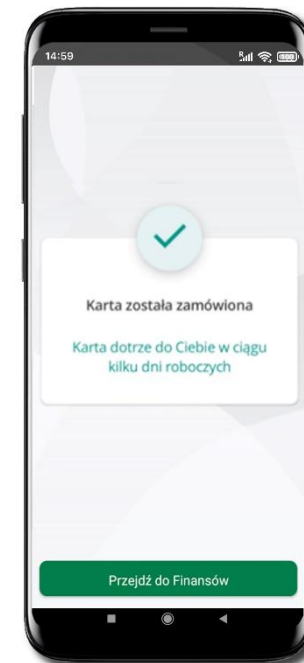 14:59
Karta została zamówiona
Karta dotrze do Ciebie w ciągu
kilku dni roboczych
Przejdź do Finansów